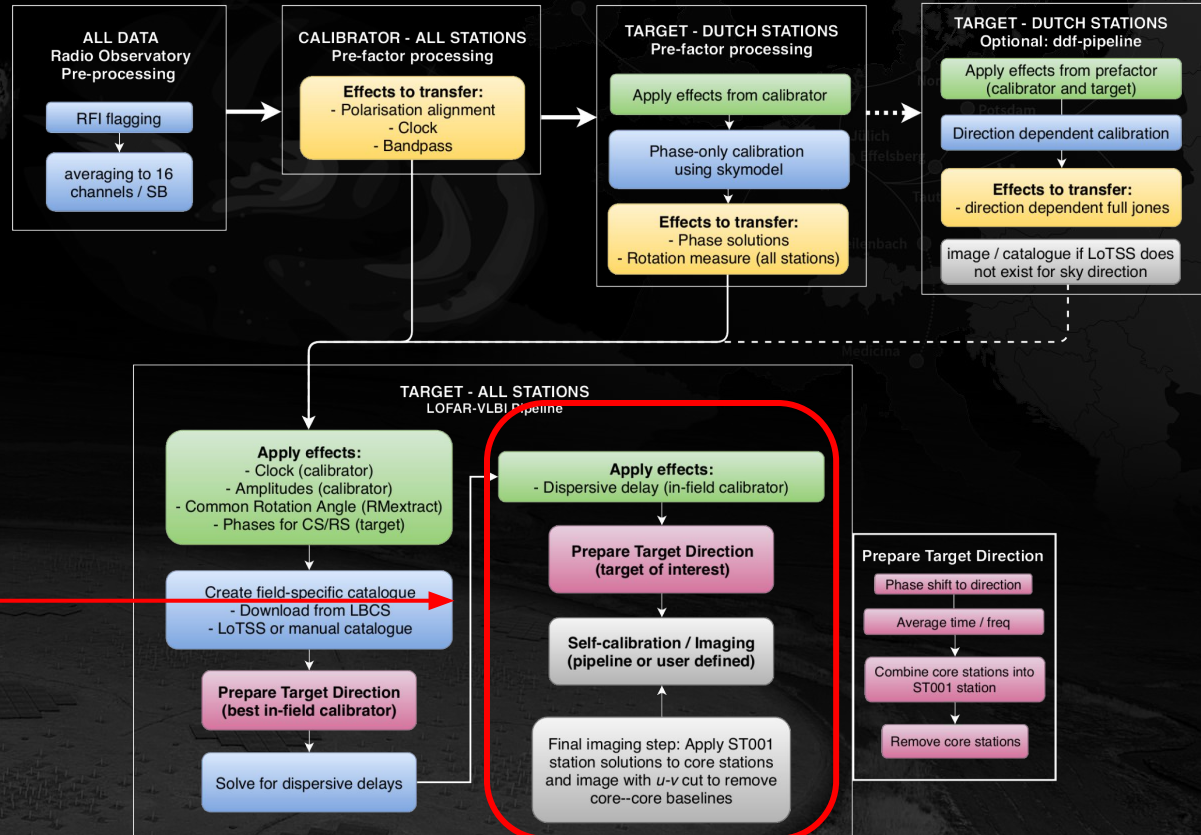 ALL DATA
Radio Observatory
Pre-processing
RFI flagging
averaging to 16
channels / SB
CALIBRATOR - ALL STATIONS
Pre-factor processing
Effects to transfer:
- Polarisation alignment
- Clock
- Bandpass
TARGET - DUTCH STATIONS
Pre-factor processing
Apply effects from calibrator
Phase-only calibration
using skymodel
Effects to transfer:
- Phase solutions
- Rotation measure (all stations)
TARGET - DUTCH STATIONS
Optional: ddf-pipeline
Apply effects from prefactor
(calibrator and target)
Direction dependent calibration
Effects to transfer:
- direction dependent full jones
image / catalogue if LoTSS does
not exist for sky direction
Potsdam
Jülich
Effelsberg
Medicina
TARGET - ALL STATIONS
LOFAR-VLBI Pipeline
Apply effects:
- Clock (calibrator)
- Amplitudes (calibrator)
- Common Rotation Angle (RMextract)
- Phases for CS/RS (target)
Create field-specific catalogue
- Download from LBCS
- LoTSS or manual catalogue
Prepare Target Direction
(best in-field calibrator)
Solve for dispersive delays
Apply effects:
- Dispersive delay (in-field calibrator)
Prepare Target Direction
(target of interest)
Self-calibration / Imaging
(pipeline or user defined)
Final imaging step: Apply ST001
station solutions to core stations
and image with u-v cut to remove
core--core baselines
Prepare Target Direction
Phase shift to direction
Average time / freq
Combine core stations into
ST001 station
Remove core stations